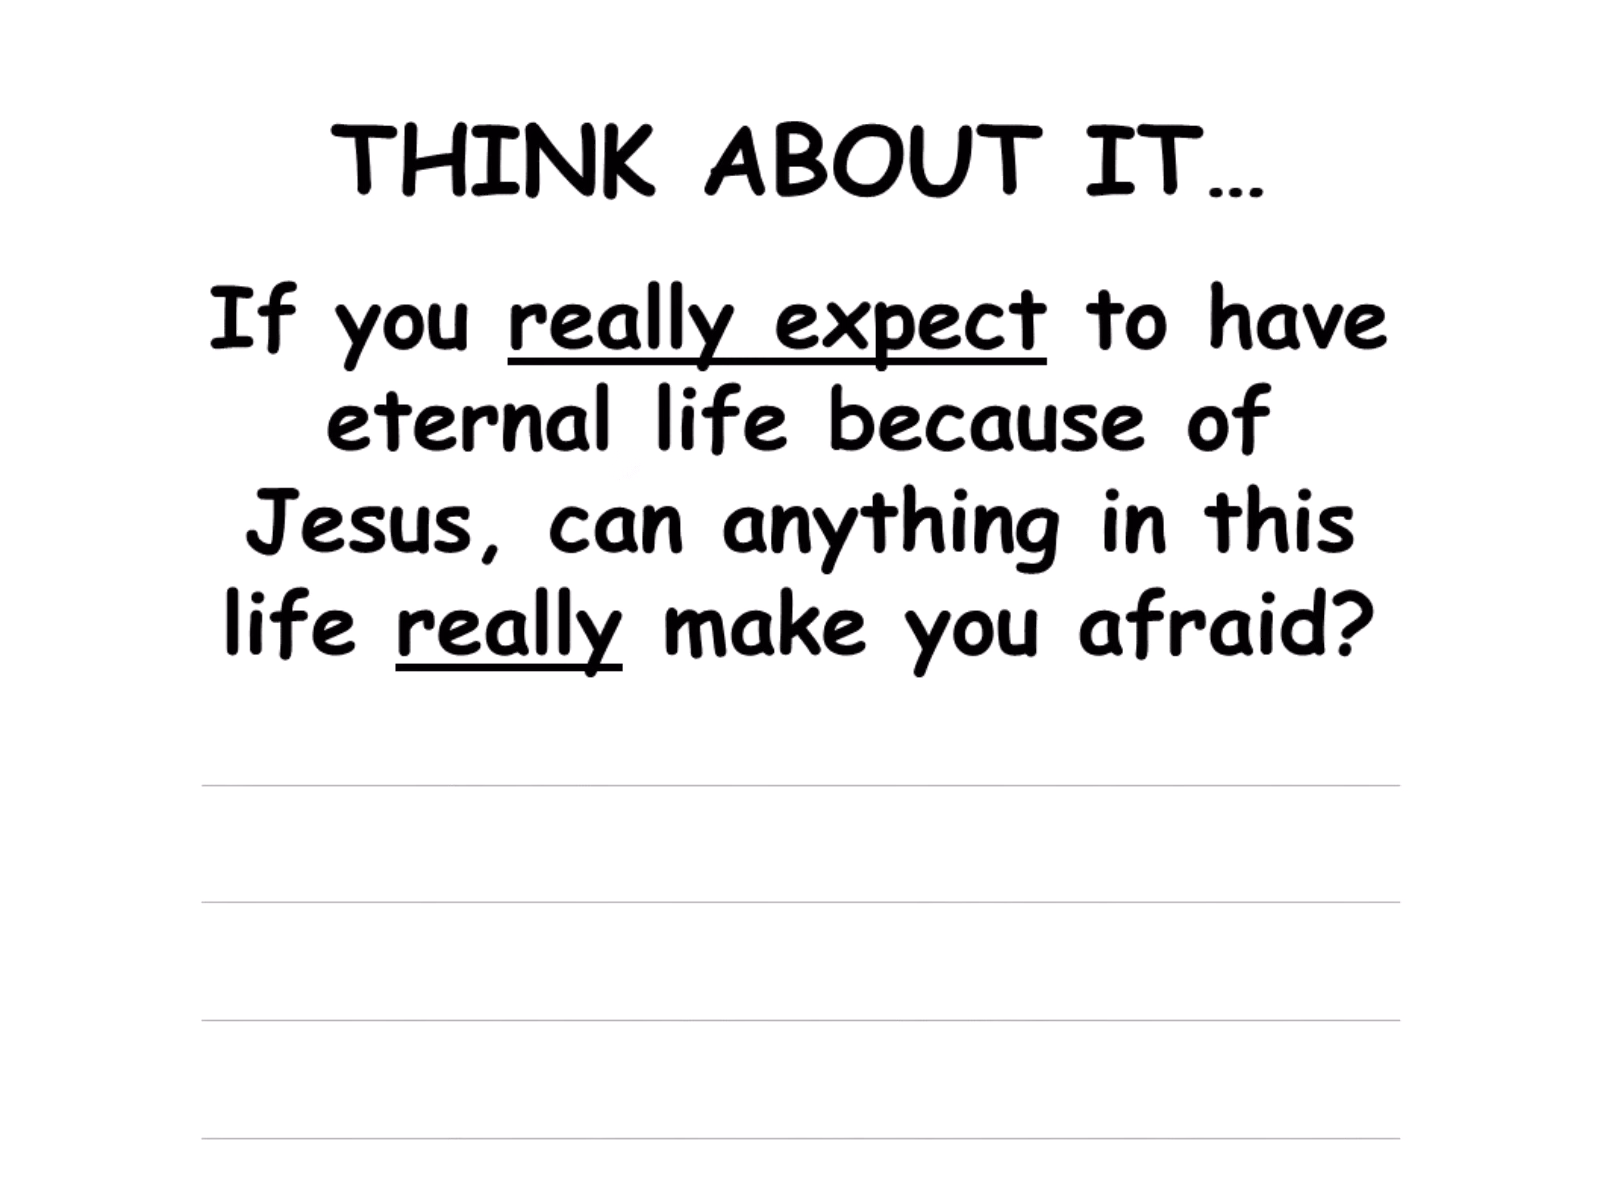 THINK ABOUT IT...
If you really expect to have
eternal life because of
Jesus, can anything in this
life really make you afraid?